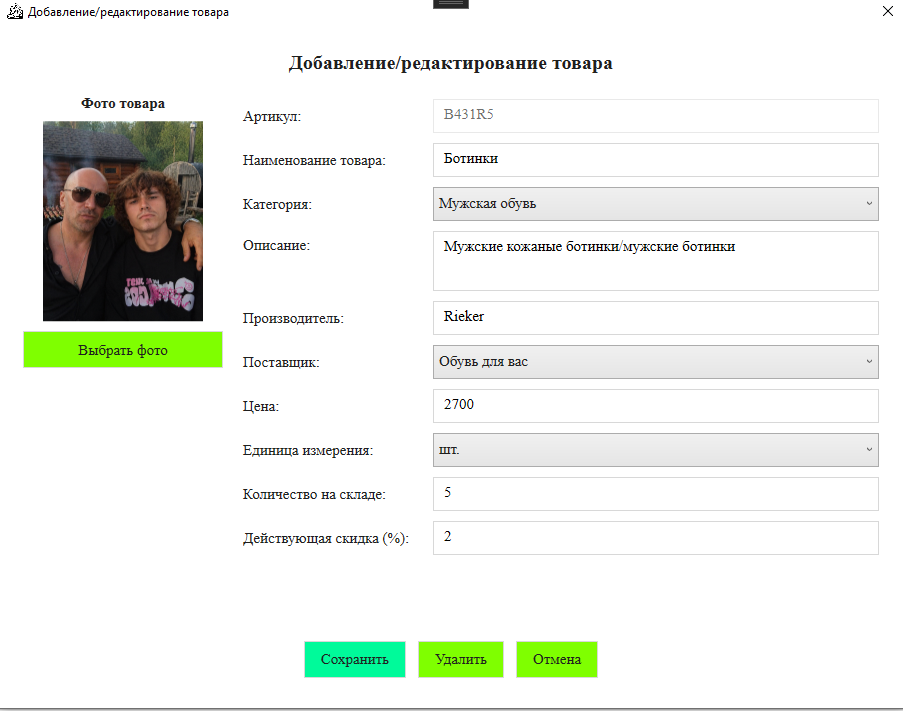 Добавление/редактирование товара
Добавление/редактирование товара
Фото товара
Выбрать фото
Артикул: B431R5
Наименование товара: Ботинки
Категория: Мужская обувь
Описание: Мужские кожаные ботинки/мужские ботинки
Производитель: Rieker
Поставщик: Обувь для вас
Цена: 2700
Единица измерения: шт.
Количество на складе: 5
Действующая скидка (%): 2
Сохранить Удалить Отмена